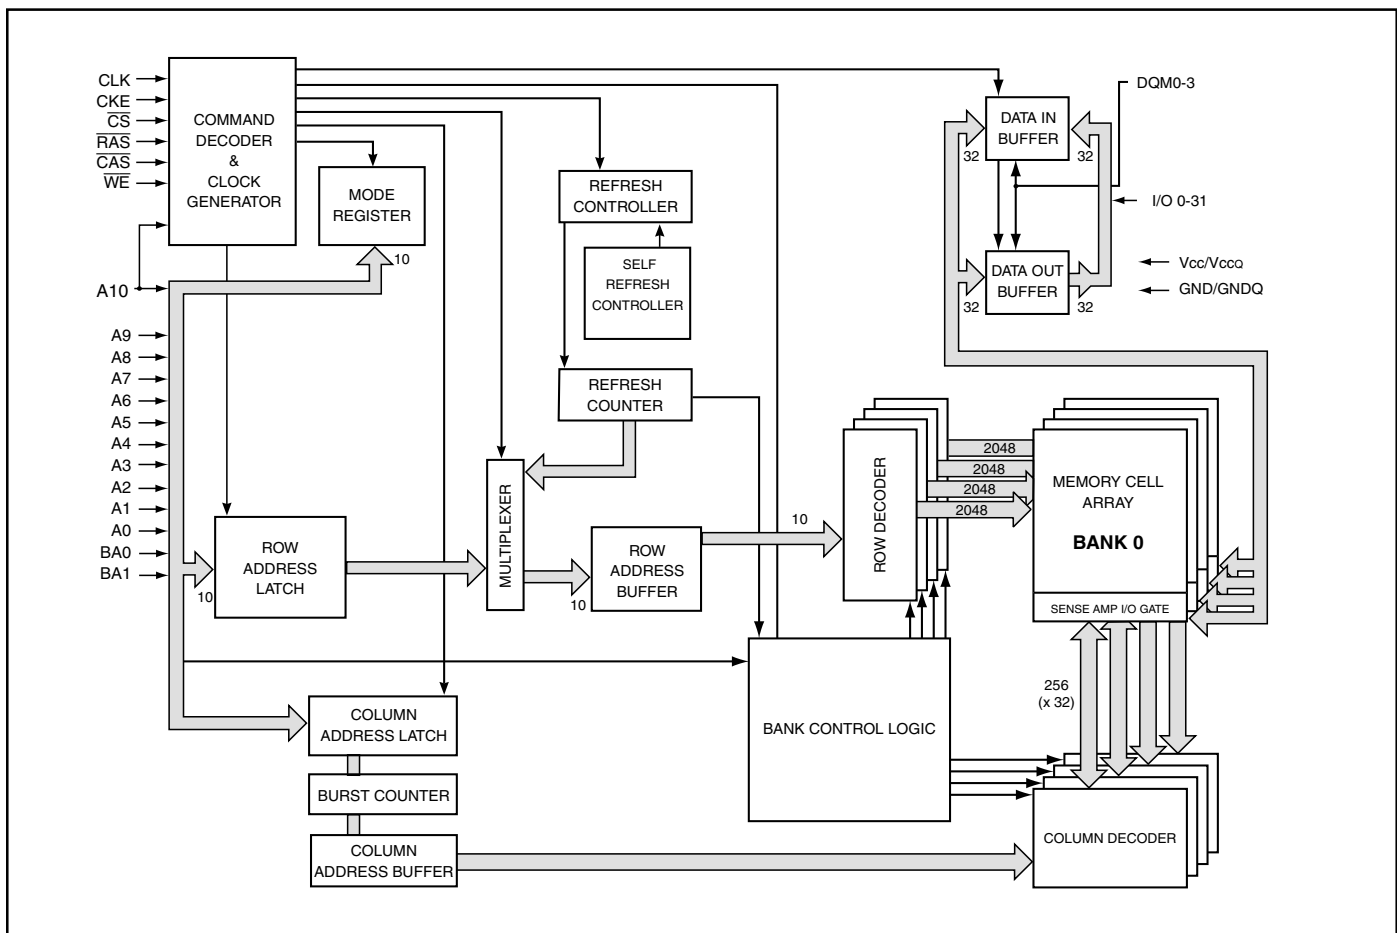 CLK
CKE
CS
RAS
CAS
WE
A10
A9
A8
A7
A6
A5
A4
A3
A2
A1
A0
BA0
BA1
COMMAND
DECODER
&
CLOCK
GENERATOR
MODE
REGISTER
10
REFRESH
CONTROLLER
SELF
REFRESH
CONTROLLER
REFRESH
COUNTER
DATA IN
BUFFER
32
32
DQM0-3
I/O 0-31
DATA OUT
BUFFER
32
32
Vcc/VccQ
GND/GNDQ
10
ROW
ADDRESS
LATCH
MULTIPLEXER
10
ROW
ADDRESS
BUFFER
10
ROW DECODER
2048
2048
2048
2048
MEMORY CELL
ARRAY
BANK 0
SENSE AMP I/O GATE
256
(x 32)
COLUMN
ADDRESS LATCH
BURST COUNTER
COLUMN
ADDRESS BUFFER
BANK CONTROL LOGIC
COLUMN DECODER